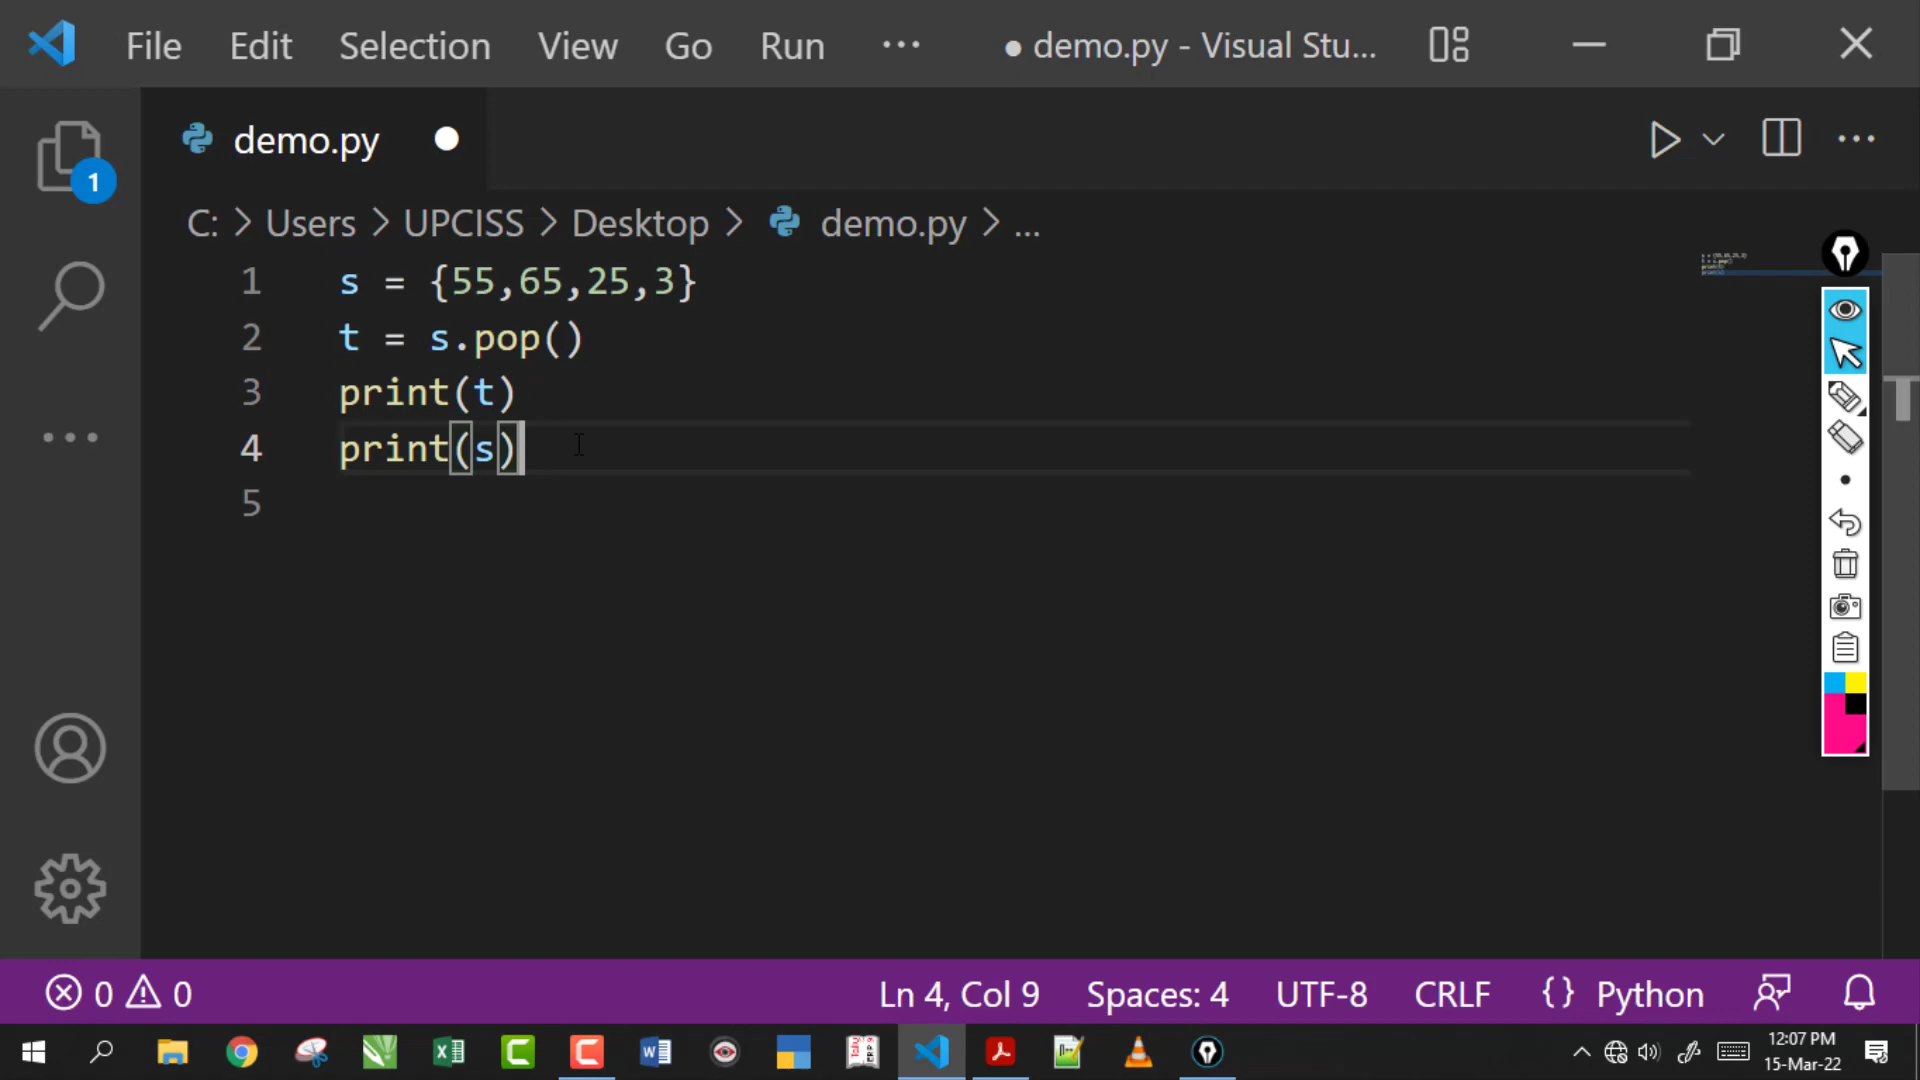 File Edit Selection View Go Run ··· ● demo.py - Visual Stu...
demo.py ●
1
C: > Users > UPCISS > Desktop > demo.py > ...
1 s = {55,65,25,3}
2 t = s.pop()
3 print(t)
4 print(s)
5
0 0 Ln 4, Col 9 Spaces: 4 UTF-8 CRLF {} Python
12:07 PM
15-Mar-22